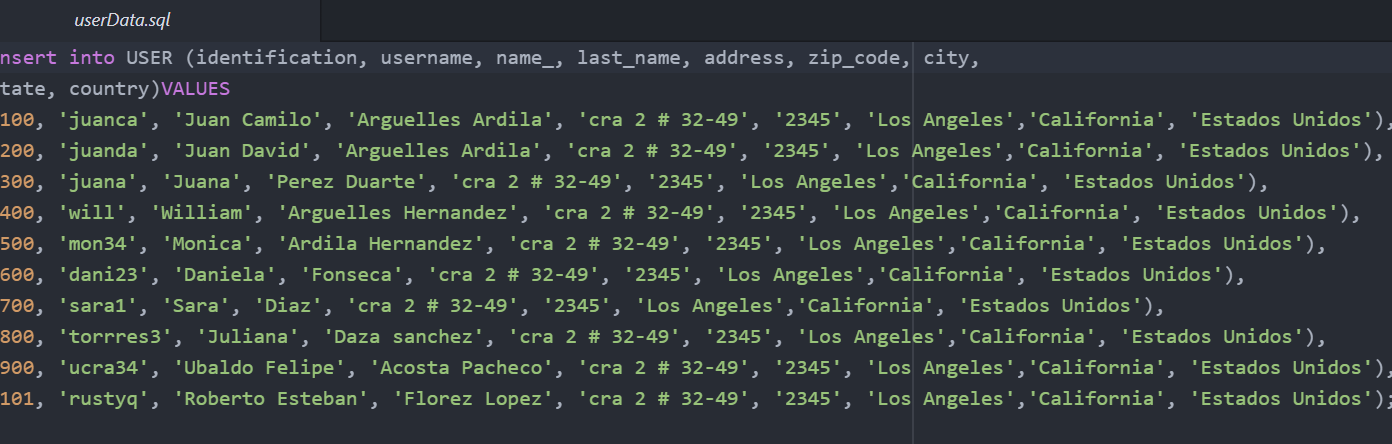 userData.sql
nsert into USER (identification, username, name_, last_name, address, zip_code, city,
tate, country)VALUES
100, 'juanca', 'Juan Camilo', 'Arguelles Ardila', 'cra 2 # 32-49', '2345', 'Los Angeles','California', 'Estados Unidos'),
200, 'juanda', 'Juan David', 'Arguelles Ardila', 'cra 2 # 32-49', '2345', 'Los Angeles','California', 'Estados Unidos'),
300, 'juana', 'Juana', 'Perez Duarte', 'cra 2 # 32-49', '2345', 'Los Angeles','California', 'Estados Unidos'),
400, 'will', 'William', 'Arguelles Hernandez', 'cra 2 # 32-49', '2345', 'Los Angeles','California', 'Estados Unidos'),
500, 'mon34', 'Monica', 'Ardila Hernandez', 'cra 2 # 32-49', '2345', 'Los Angeles','California', 'Estados Unidos'),
600, 'dani23', 'Daniela', 'Fonseca', 'cra 2 # 32-49', '2345', 'Los Angeles','California', 'Estados Unidos'),
700, 'sara1', 'Sara', 'Diaz', 'cra 2 # 32-49', '2345', 'Los Angeles','California', 'Estados Unidos'),
800, 'torrres3', 'Juliana', 'Daza sanchez', 'cra 2 # 32-49', '2345', 'Los Angeles','California', 'Estados Unidos'),
900, 'ucra34', 'Ubaldo Felipe', 'Acosta Pacheco', 'cra 2 # 32-49', '2345', 'Los Angeles','California', 'Estados Unidos'),
101, 'rustyq', 'Roberto Esteban', 'Florez Lopez', 'cra 2 # 32-49', '2345', 'Los Angeles','California', 'Estados Unidos');